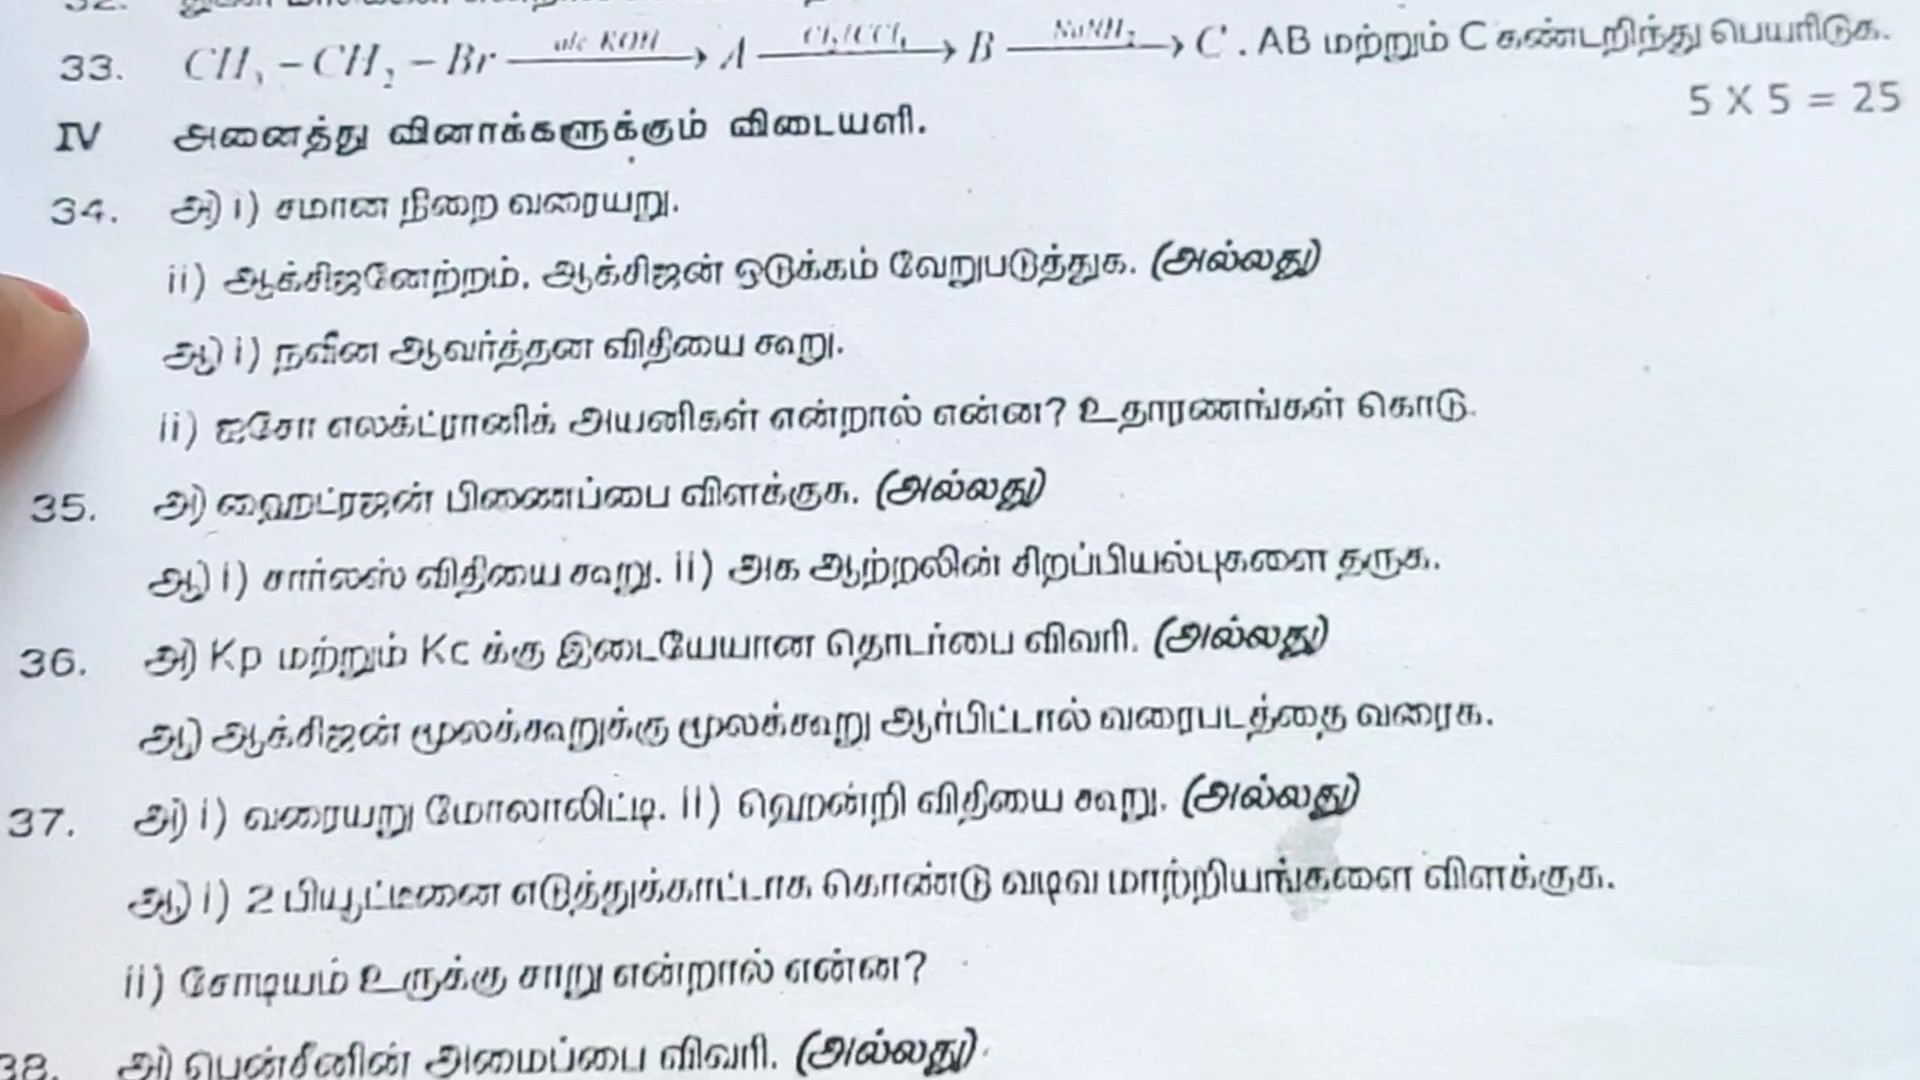 33. CH₃ – CH₂ – Br alc KOH → A Cl₂/CCl₄ → B NaNH₂ → C . AB மற்றும் C கண்டறிந்து பெயரிடுக.
5 X 5 = 25
IV அனைத்து வினாக்களுக்கும் விடையளி.
34. அ) i) சமான நிறை வரையறு.
ii) ஆக்சிஜனேற்றம், ஆக்சிஜன் ஒடுக்கம் வேறுபடுத்துக. (அல்லது)
ஆ) i) நவீன ஆவர்த்தன விதியை கூறு.
ii) ஐசோ எலக்ட்ரானிக் அயனிகள் என்றால் என்ன? உதாரணங்கள் கொடு.
35. அ) ஹைட்ரஜன் பிணைப்பை விளக்குக. (அல்லது)
ஆ) i) சார்லஸ் விதியை கூறு. ii) அக ஆற்றலின் சிறப்பியல்புகளை தருக.
36. அ) Kp மற்றும் Kc க்கு இடையேயான தொடர்பை விவரி. (அல்லது)
ஆ) ஆக்சிஜன் மூலக்கூறுக்கு மூலக்கூறு ஆர்பிட்டால் வரைபடத்தை வரைக.
37. அ) i) வரையறு மோலாலிட்டி. ii) ஹென்றி விதியை கூறு. (அல்லது)
ஆ) i) 2 பியூட்டீனை எடுத்துக்காட்டாக கொண்டு வடிவ மாற்றியங்களை விளக்குக.
ii) சோடியம் உருக்கு சாறு என்றால் என்ன?
38. அ) பென்சீனின் அமைப்பை விவரி. (அல்லது)